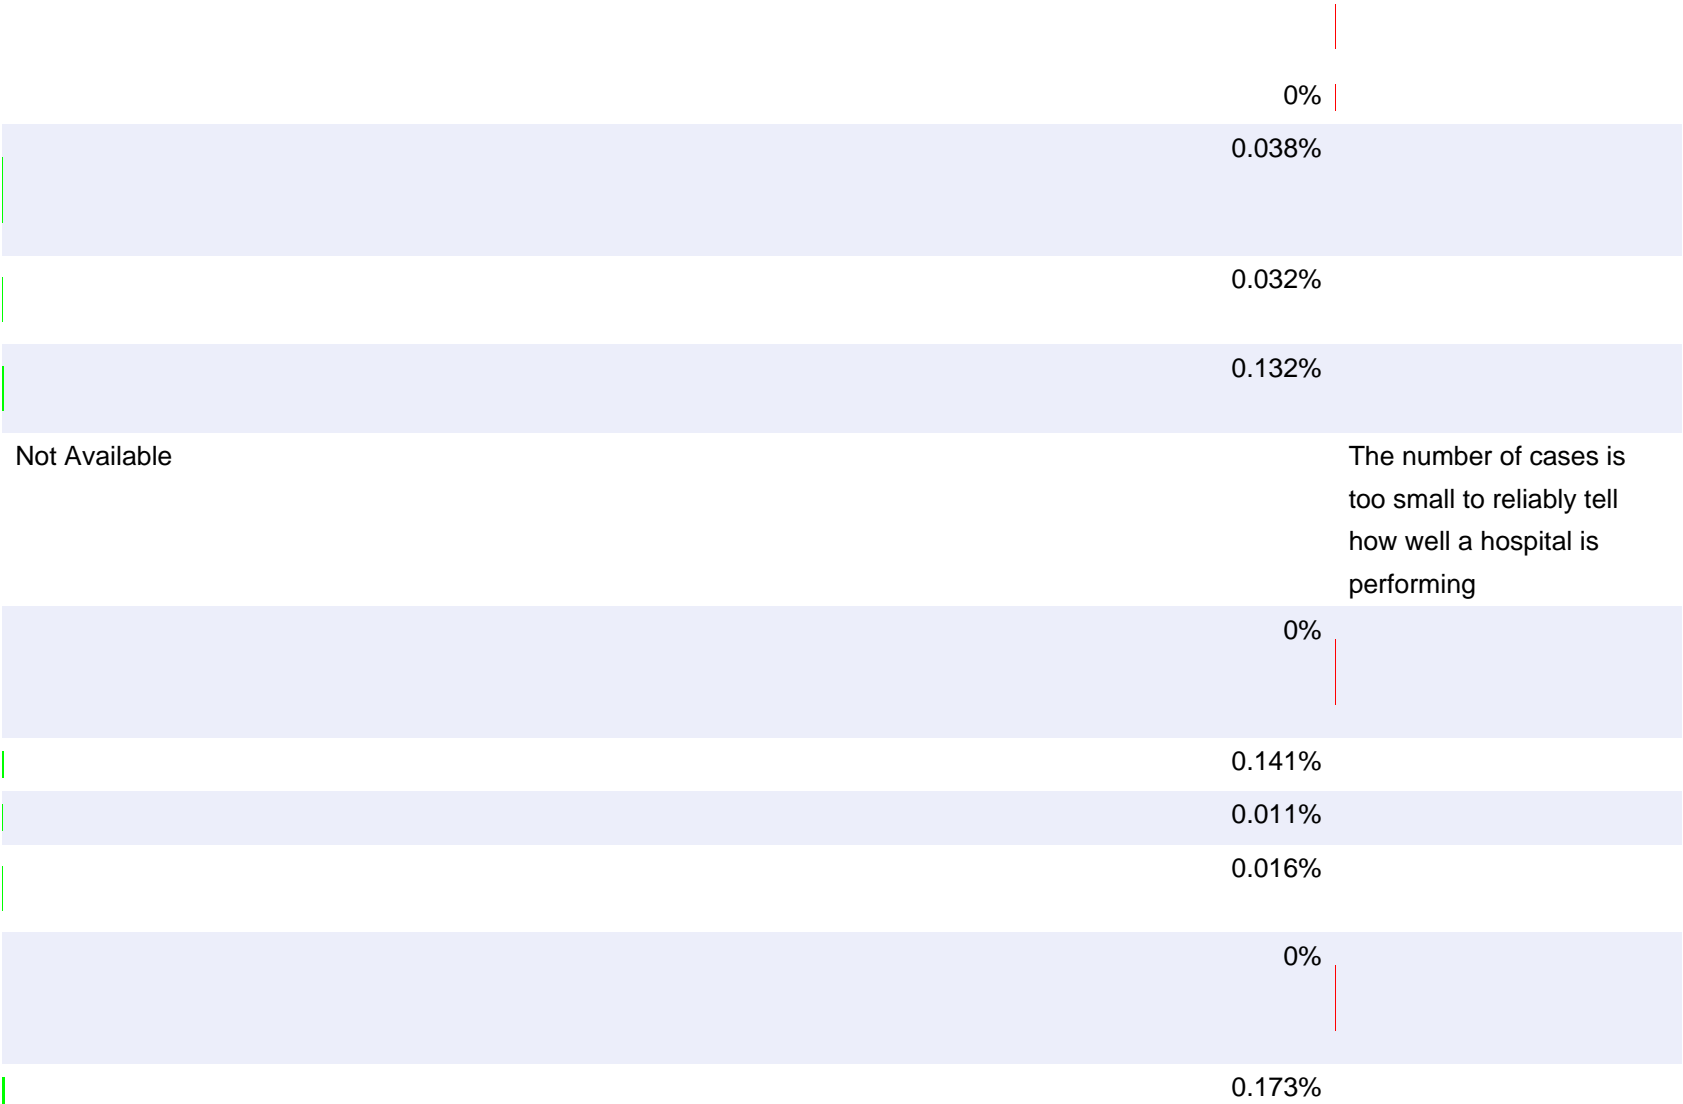 0%
0.038%
0.032%
0.132%
Not Available
The number of cases is
too small to reliably tell
how well a hospital is
performing
0%
0.141%
0.011%
0.016%
0%
0.173%